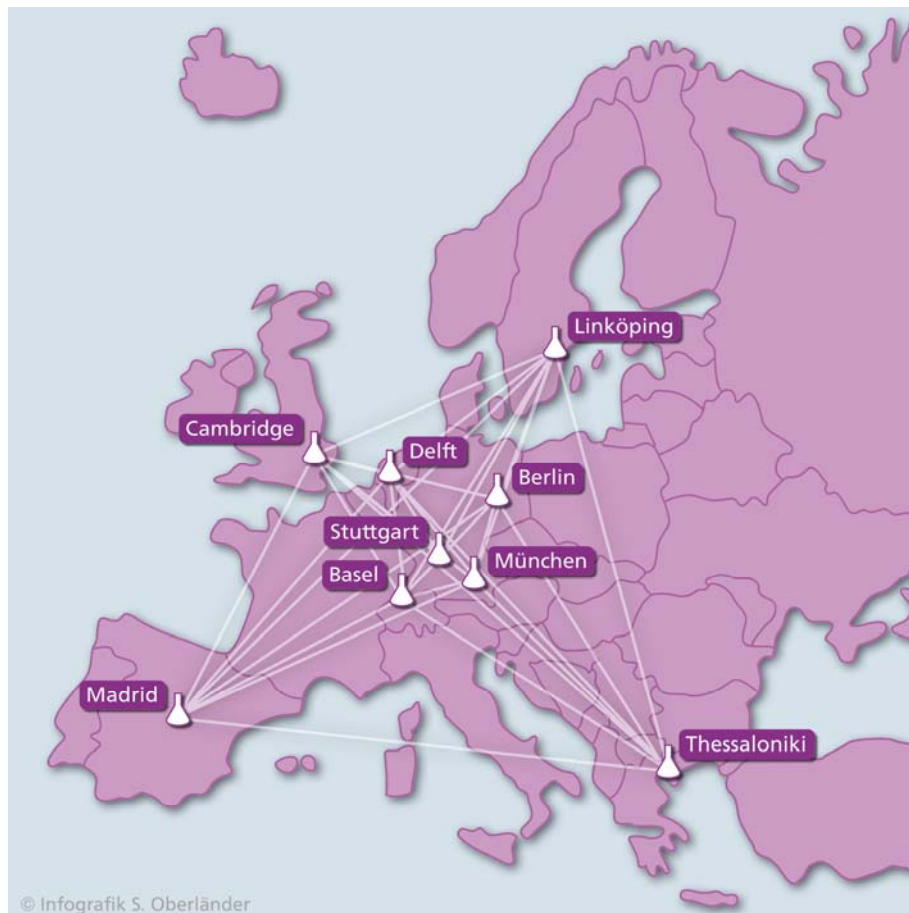 Linköping
Cambridge
Delft
Berlin
Stuttgart
München
Basel
Madrid
Thessaloniki
© Infografik S. Oberländer